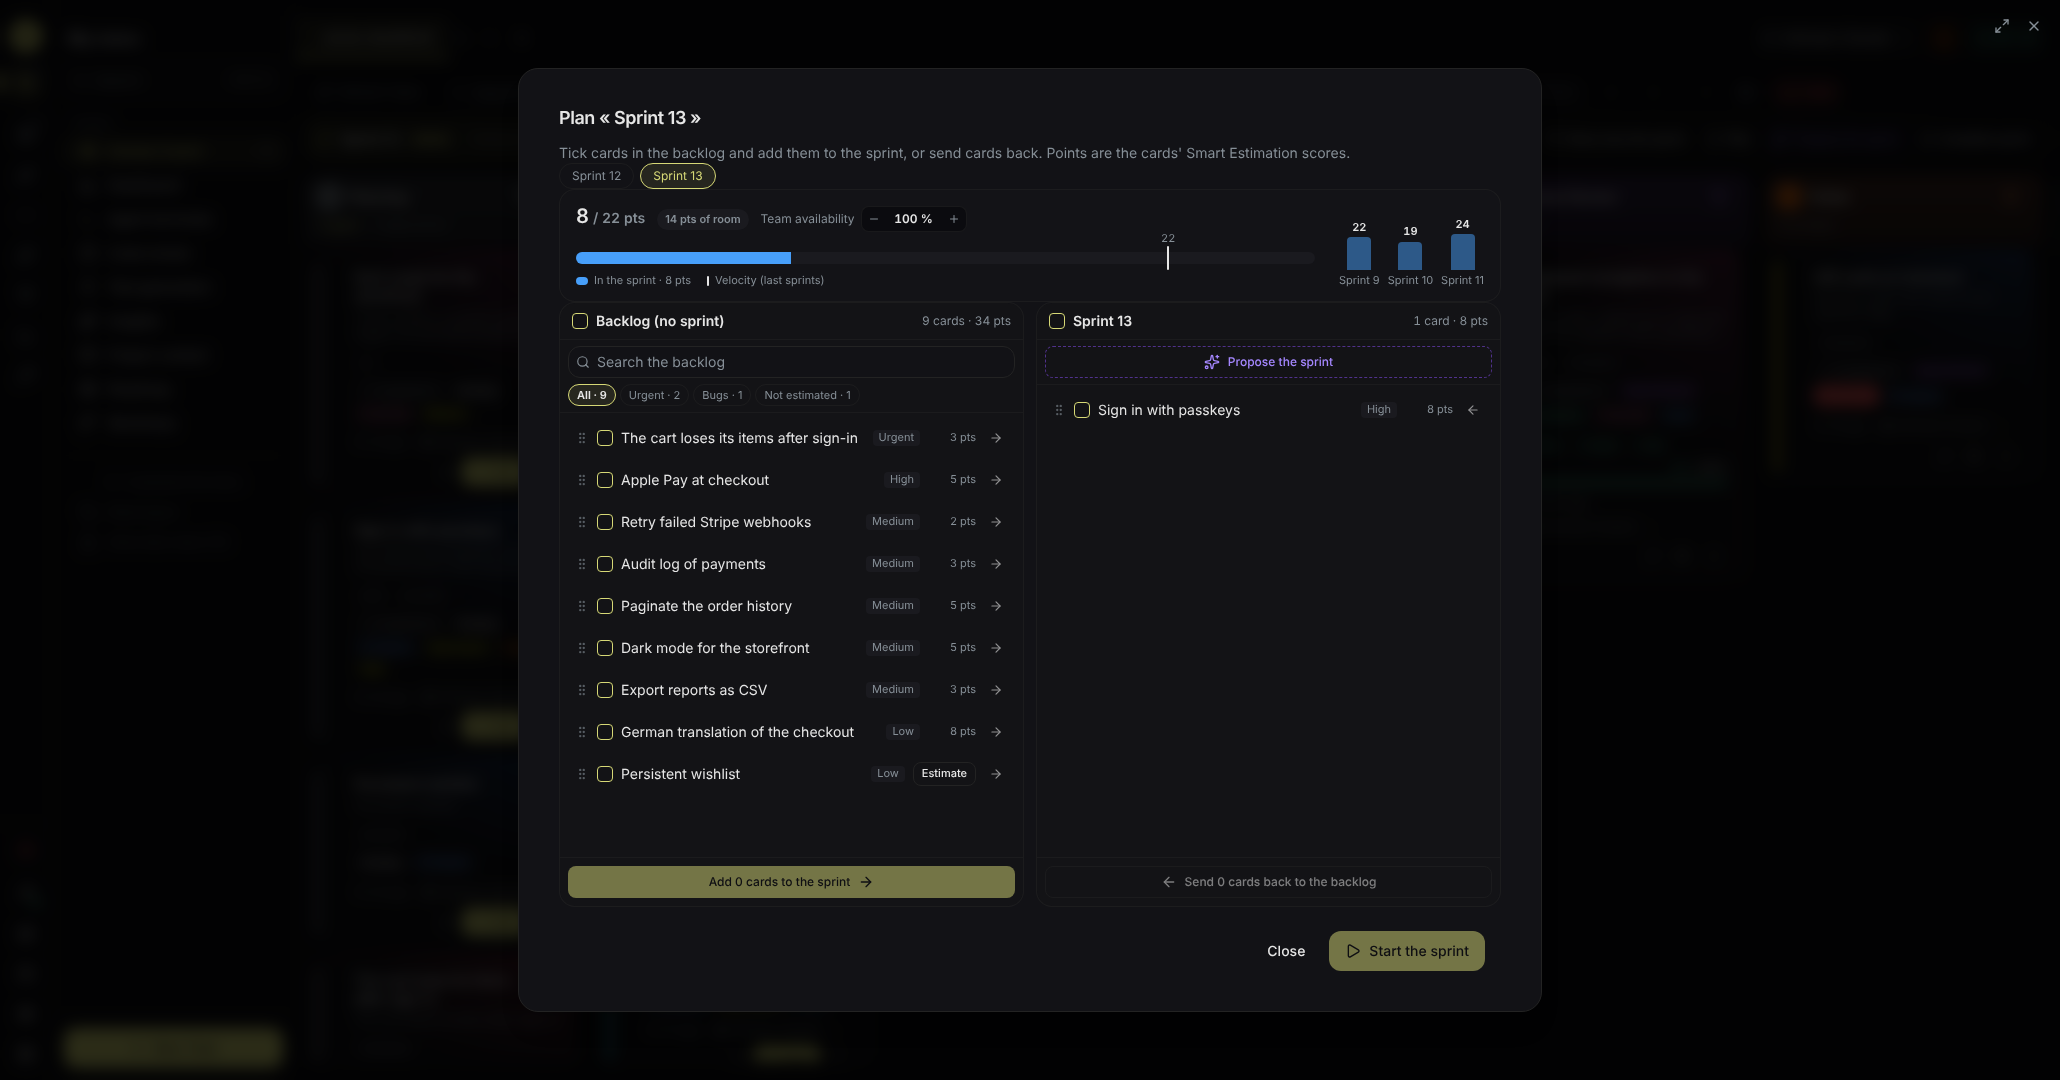 Plan « Sprint 13 »
Tick cards in the backlog and add them to the sprint, or send cards back. Points are the cards' Smart Estimation scores.
Sprint 12
Sprint 13
8 / 22 pts
14 pts of room
Team availability
− 100 % +
22
In the sprint · 8 pts
Velocity (last sprints)
22
19
24
Sprint 9
Sprint 10
Sprint 11
Backlog (no sprint)
9 cards · 34 pts
Search the backlog
All · 9
Urgent · 2
Bugs · 1
Not estimated · 1
The cart loses its items after sign-in Urgent 3 pts
Apple Pay at checkout High 5 pts
Retry failed Stripe webhooks Medium 2 pts
Audit log of payments Medium 3 pts
Paginate the order history Medium 5 pts
Dark mode for the storefront Medium 5 pts
Export reports as CSV Medium 3 pts
German translation of the checkout Low 8 pts
Persistent wishlist Low Estimate
Add 0 cards to the sprint
Sprint 13
1 card · 8 pts
Propose the sprint
Sign in with passkeys High 8 pts
Send 0 cards back to the backlog
Close
Start the sprint